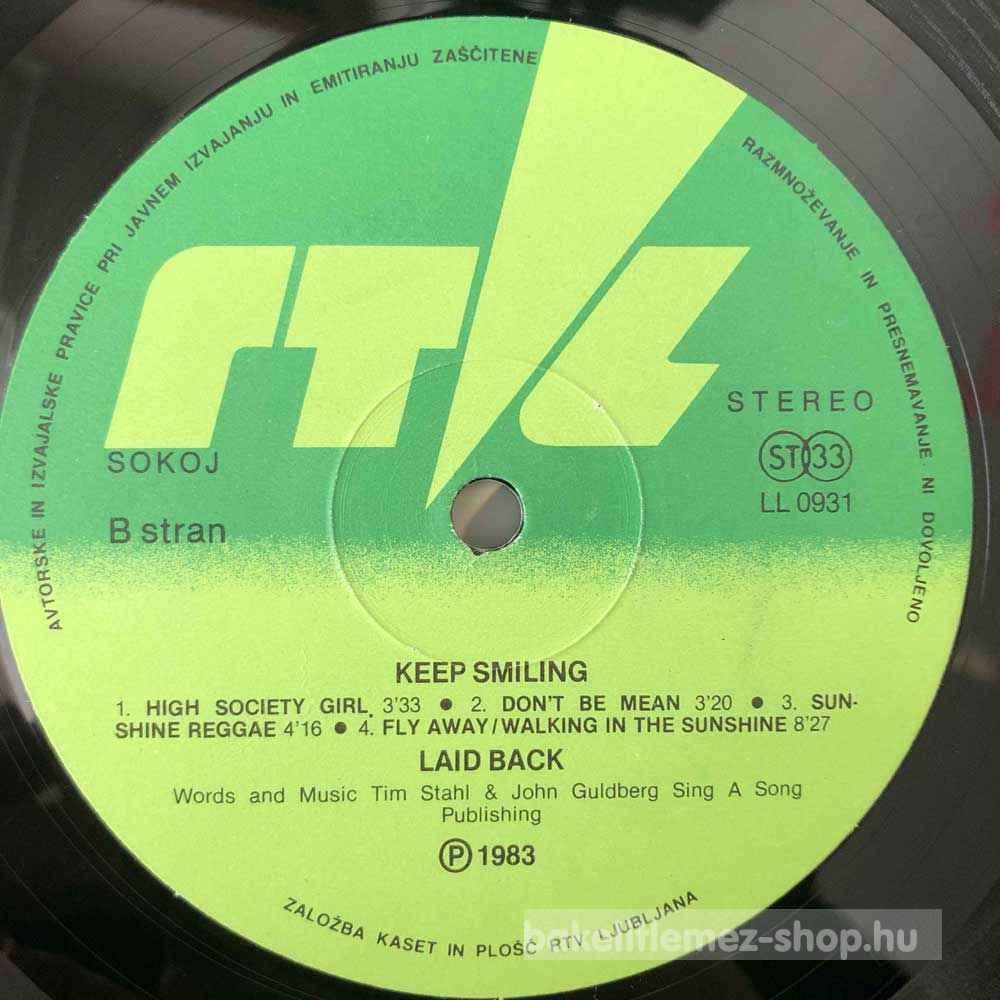 AVTORSKE IN IZVAJALSKE PRAVICE PRI JAVNEM IZVAJANJU IN EMITIRANJU ZAŠČITENE
RAZMNOŽEVANJE IN PRESNEMAVANJE NI DOVOLJENO
RTVL
SOKOJ
STEREO
ST 33
LL 0931
B stran
KEEP SMiLING
1. HIGH SOCIETY GIRL 3'33 ● 2. DON'T BE MEAN 3'20 ● 3. SUN-
SHINE REGGAE 4'16 ● 4. FLY AWAY/WALKING IN THE SUNSHINE 8'27
LAID BACK
Words and Music Tim Stahl & John Guldberg Sing A Song
Publishing
Ⓟ 1983
ZALOŽBA KASET IN PLOŠČ RTV LJUBLJANA
bakelitlemez-shop.hu